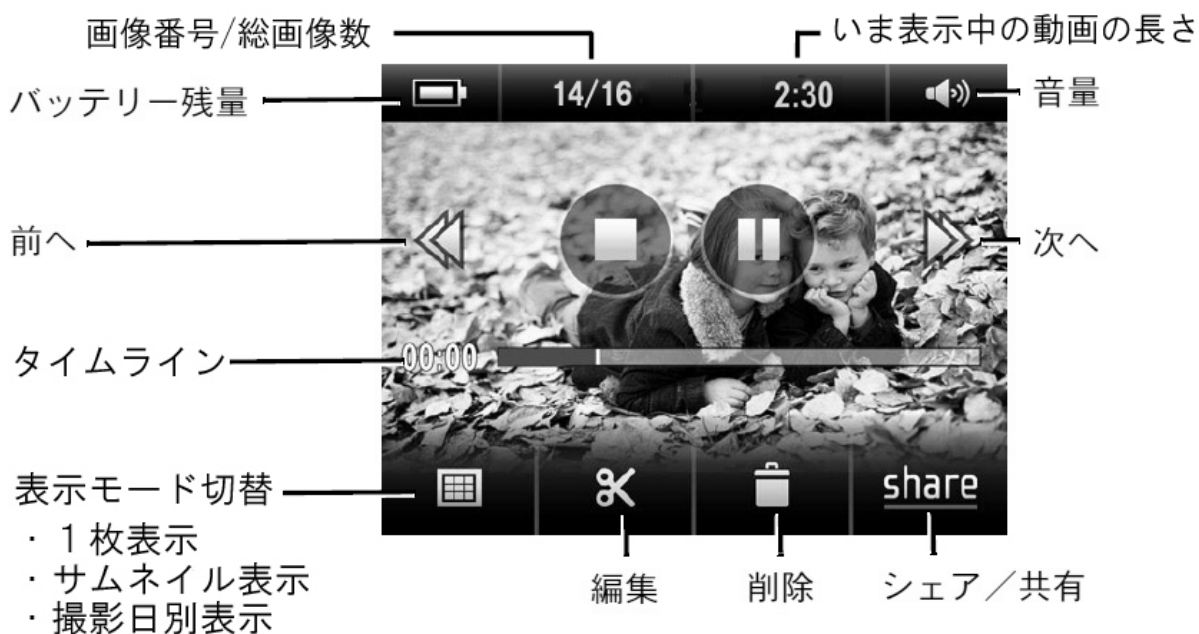 画像番号/総画像数
いま表示中の動画の長さ
バッテリー残量
14/16
2:30
音量
前へ
次へ
タイムライン
00:00
表示モード切替
・1枚表示
・サムネイル表示
・撮影日別表示
share
編集
削除
シェア/共有